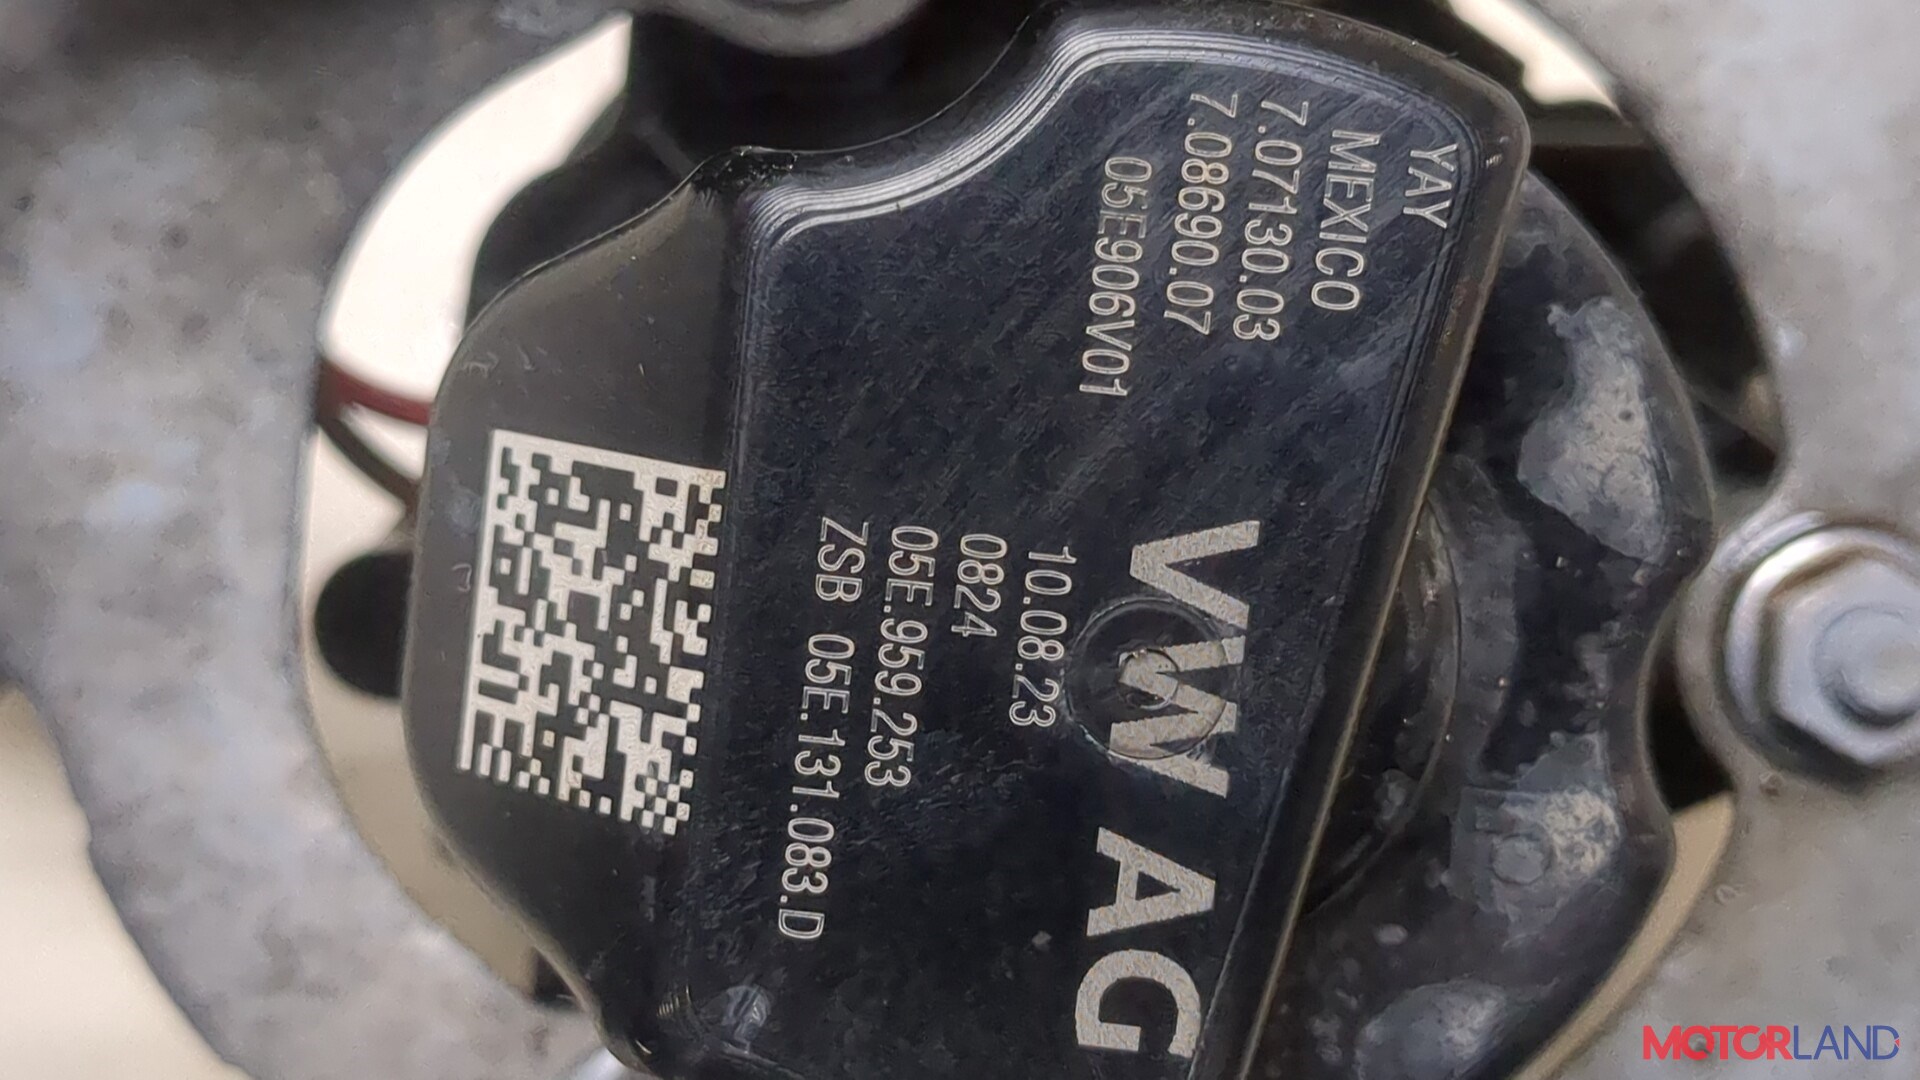 YAY
MEXICO
7.07130.03
7.08690.07
05E906V01
VW AG
10.08.23
0824
05E.959.253
ZSB 05E.131.083.D
MOTORLAND